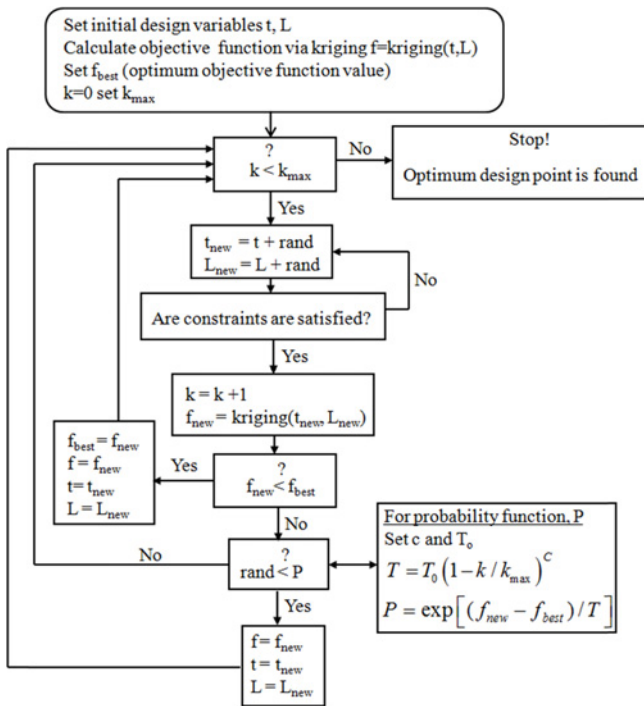 Set initial design variables t, L
Calculate objective function via kriging f=kriging(t,L)
Set f_best (optimum objective function value)
k=0 set k_max
?
k < k_max
No
Stop!
Optimum design point is found
Yes
t_new = t + rand
L_new = L + rand
No
Are constraints are satisfied?
Yes
k = k +1
f_new = kriging(t_new, L_new)
f_best = f_new
f = f_new
t = t_new
L = L_new
Yes
?
f_new < f_best
No
No
?
rand < P
For probability function, P
Set c and T_o
T = T_0 (1 − k / k_max)^C
P = exp[(f_new − f_best) / T]
Yes
f = f_new
t = t_new
L = L_new